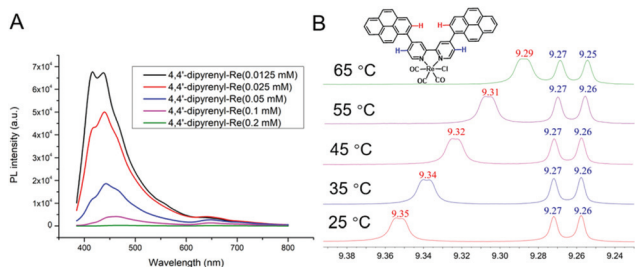 A
4,4'-dipyrenyl-Re(0.0125 mM)
4,4'-dipyrenyl-Re(0.025 mM)
4,4'-dipyrenyl-Re(0.05 mM)
4,4'-dipyrenyl-Re(0.1 mM)
4,4'-dipyrenyl-Re(0.2 mM)
PL intensity (a.u.)
7x10⁴
6x10⁴
5x10⁴
4x10⁴
3x10⁴
2x10⁴
1x10⁴
0
400 500 600 700 800
Wavelength (nm)
B
H H
H H
N N
OC Re Cl
OC CO
65 °C 9.29 9.27 9.25
55 °C 9.31 9.27 9.26
45 °C 9.32 9.27 9.26
35 °C 9.34 9.27 9.26
25 °C 9.35 9.27 9.26
9.38 9.36 9.34 9.32 9.30 9.28 9.26 9.24